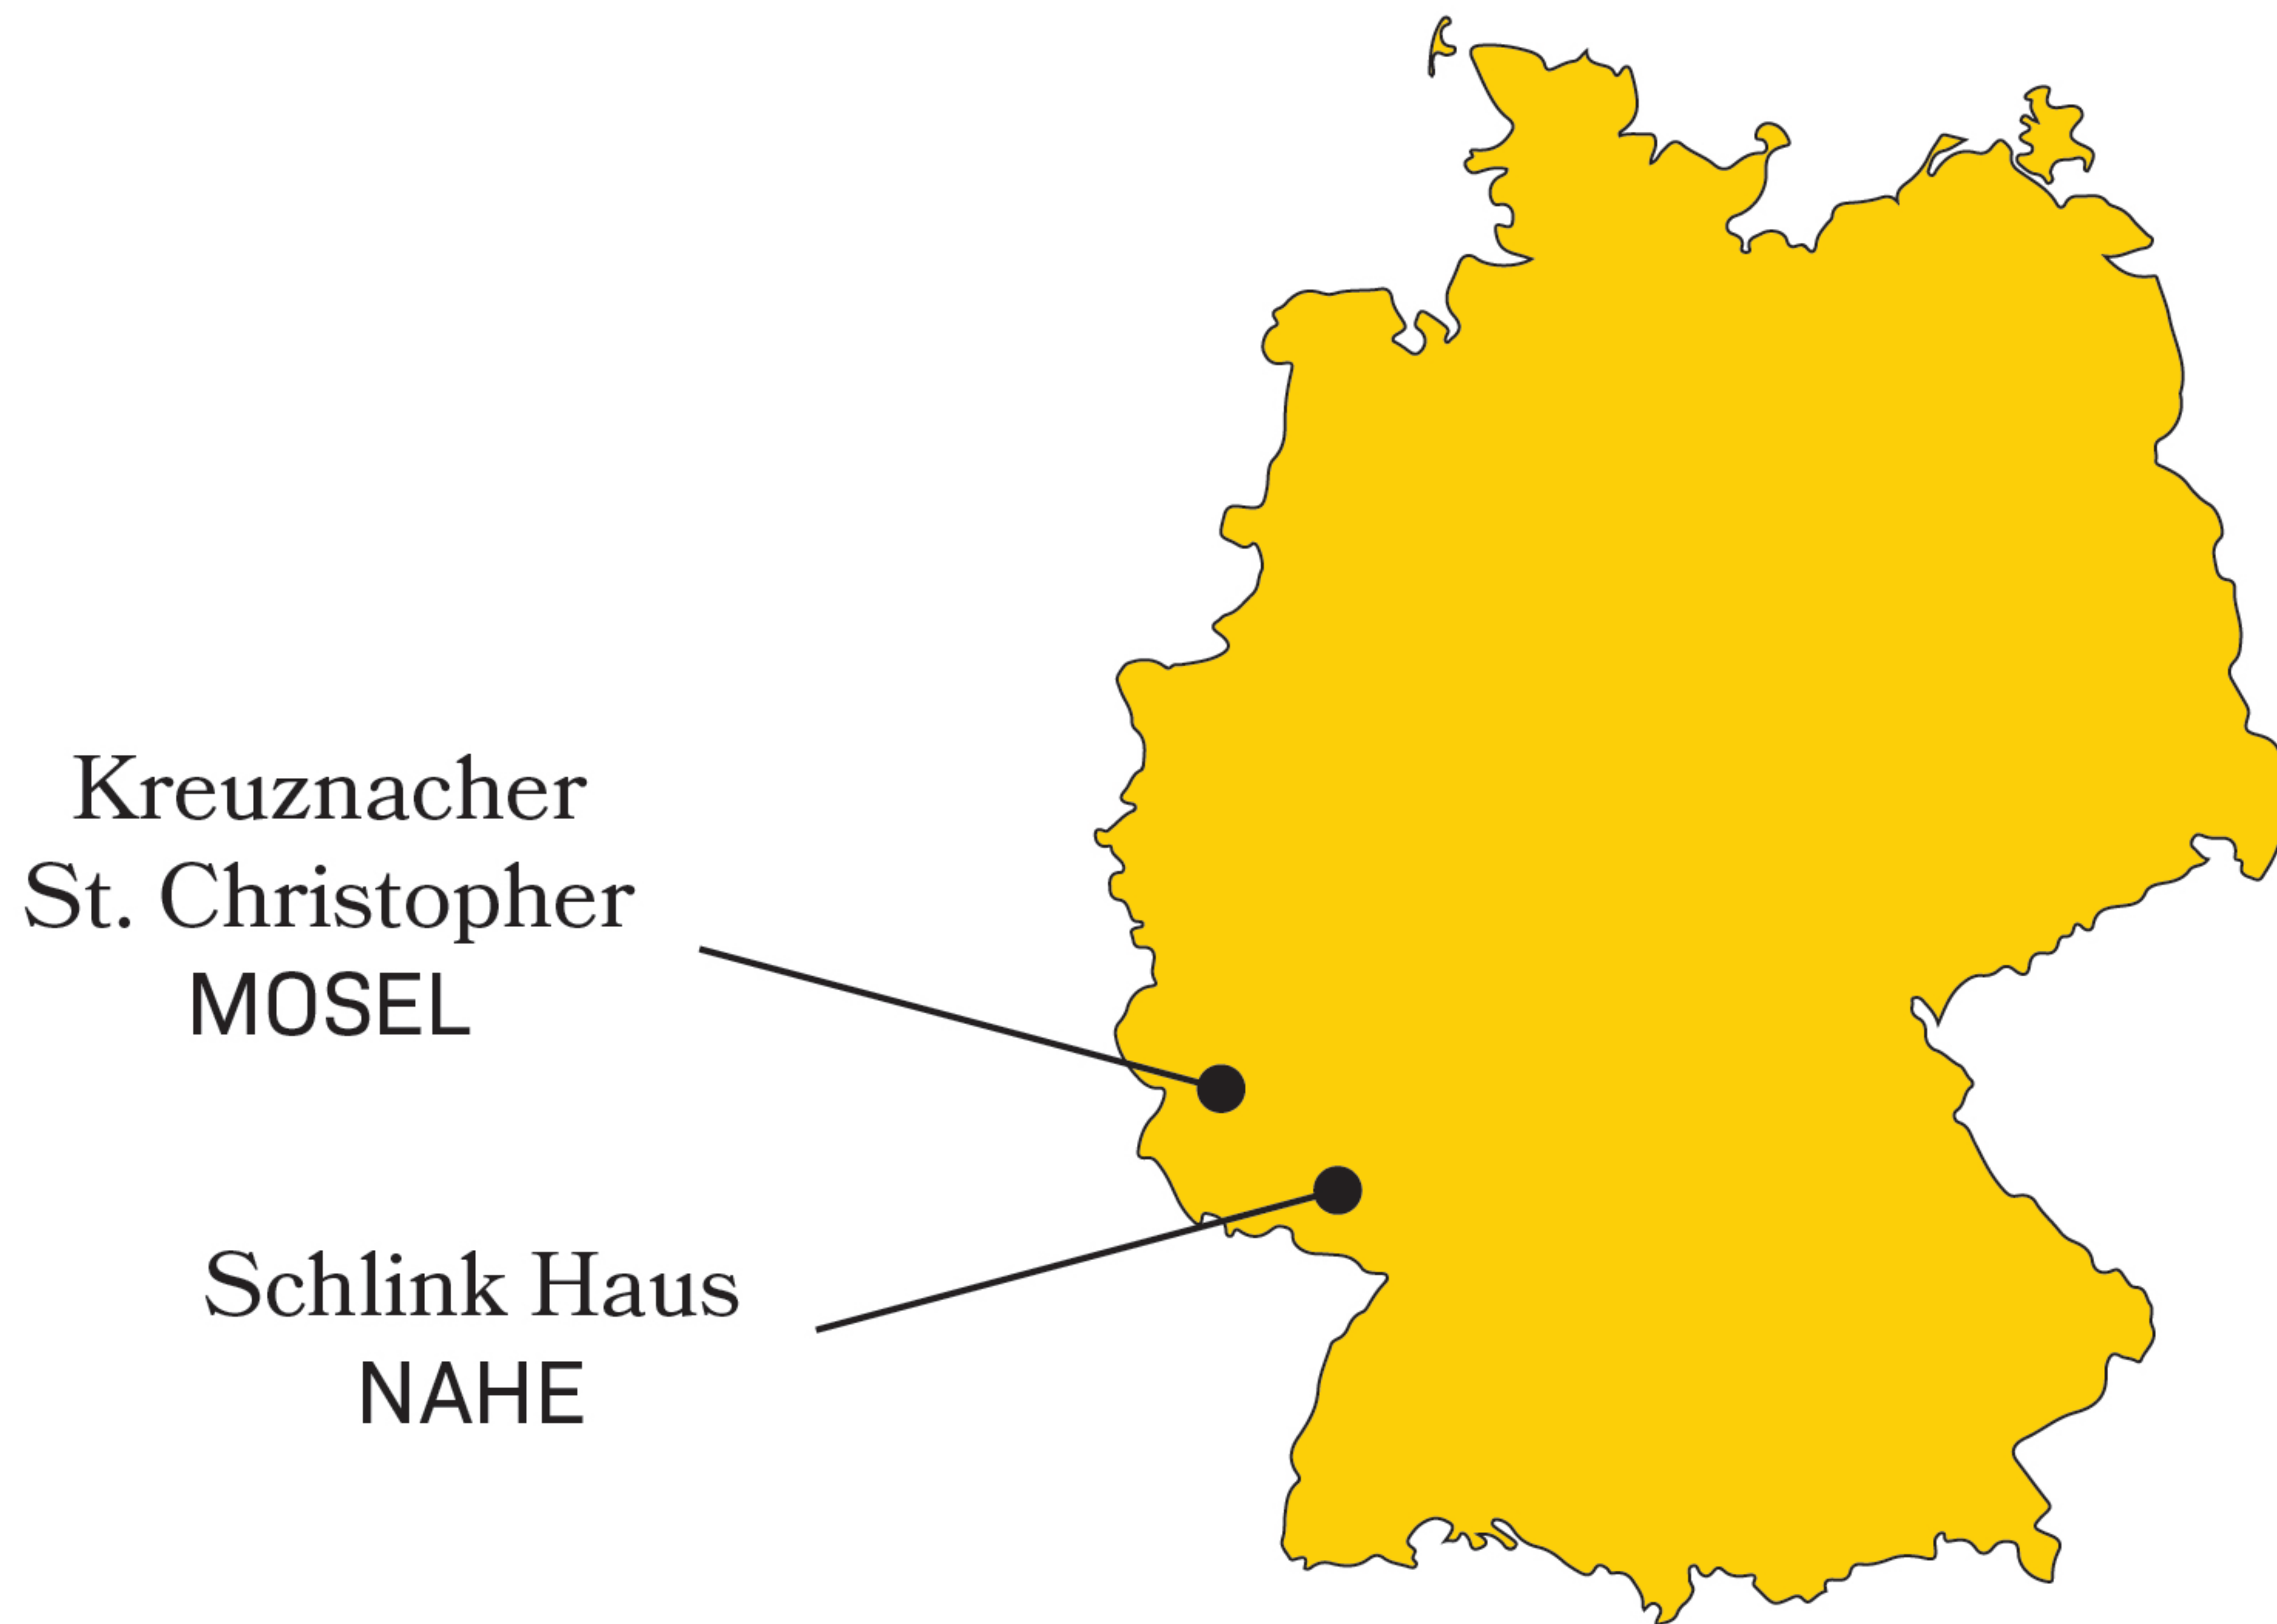 Kreuznacher
St. Christopher
MOSEL
Schlink Haus
NAHE